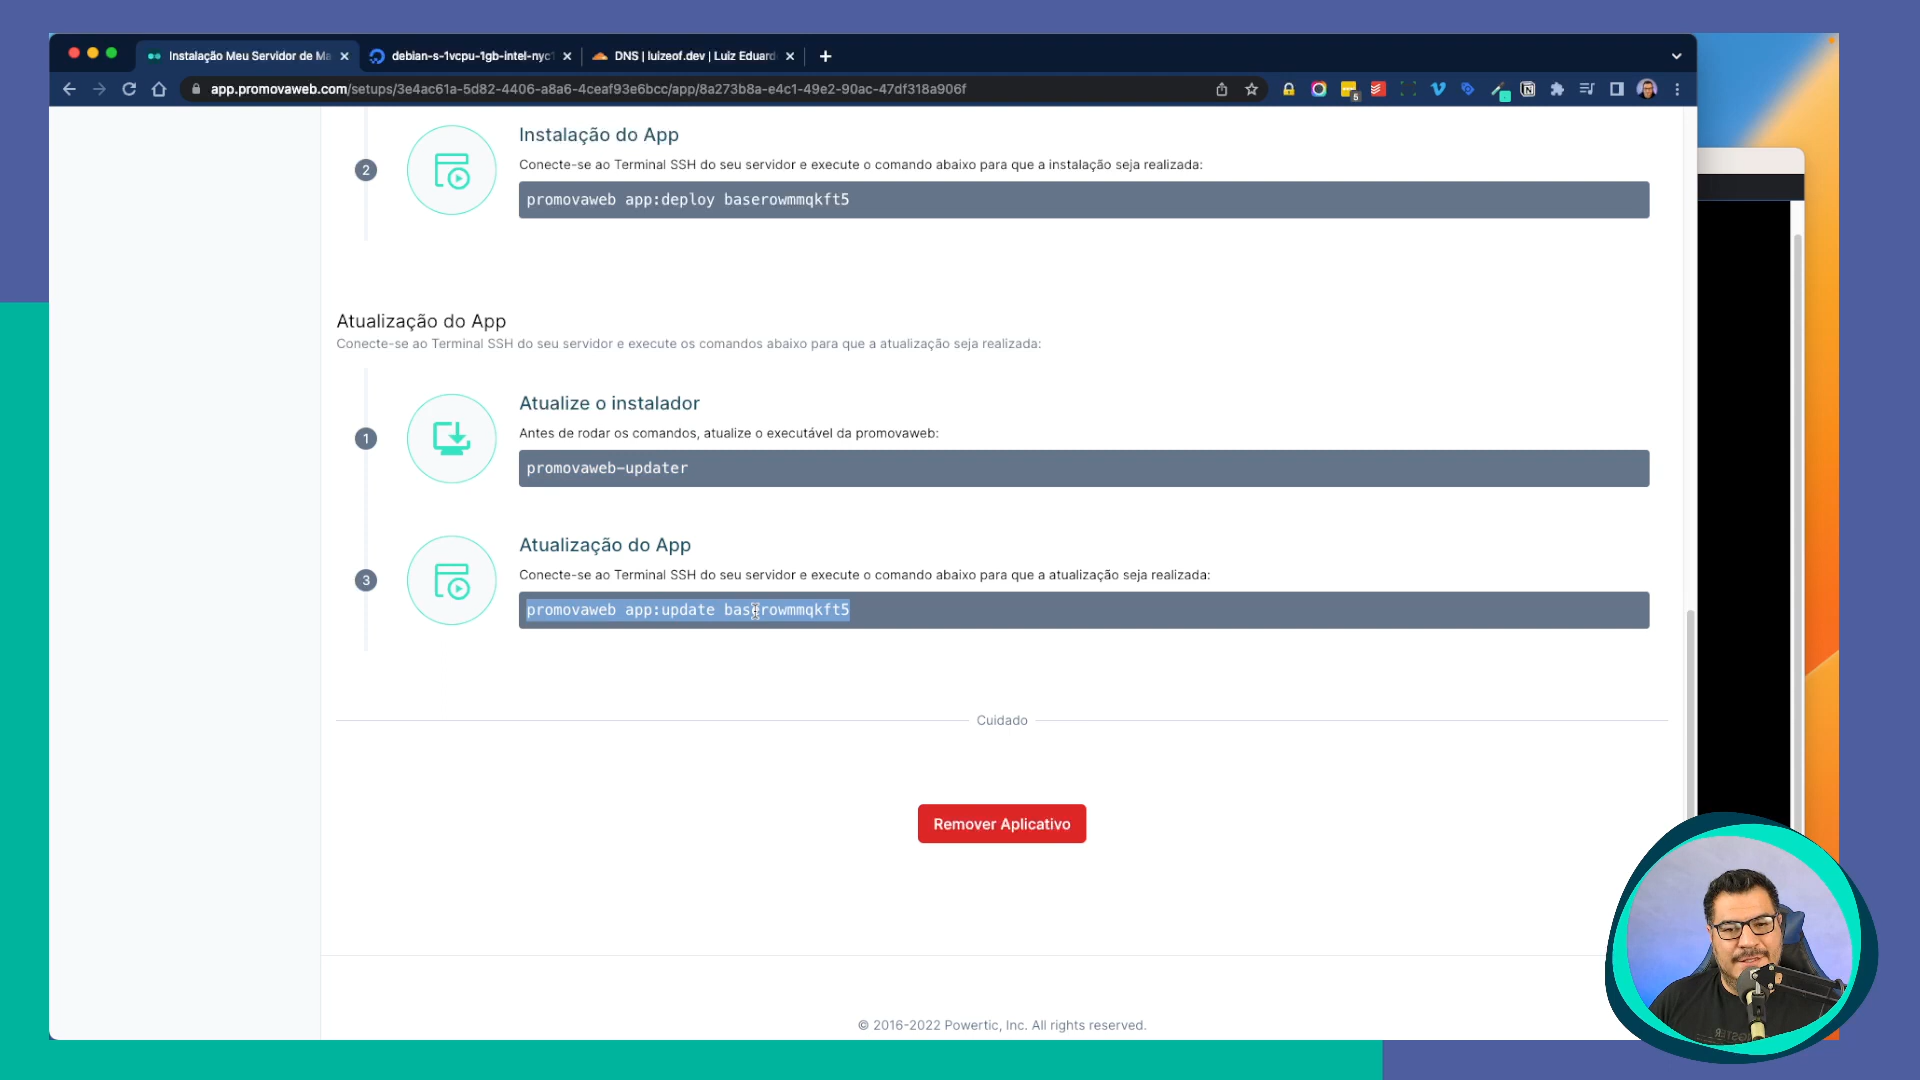 Instalação Meu Servidor de Ma
debian-s-1vcpu-1gb-intel-nyc1
DNS | luizeof.dev | Luiz Eduard
app.promovaweb.com/setups/3e4ac61a-5d82-4406-a8a6-4ceaf93e6bcc/app/8a273b8a-e4c1-49e2-90ac-47df318a906f
5
Instalação do App
2
Conecte-se ao Terminal SSH do seu servidor e execute o comando abaixo para que a instalação seja realizada:
promovaweb app:deploy baserowmmqkft5
Atualização do App
Conecte-se ao Terminal SSH do seu servidor e execute os comandos abaixo para que a atualização seja realizada:
Atualize o instalador
1
Antes de rodar os comandos, atualize o executável da promovaweb:
promovaweb-updater
Atualização do App
3
Conecte-se ao Terminal SSH do seu servidor e execute o comando abaixo para que a atualização seja realizada:
promovaweb app:update baserowmmqkft5
Cuidado
Remover Aplicativo
© 2016-2022 Powertic, Inc. All rights reserved.